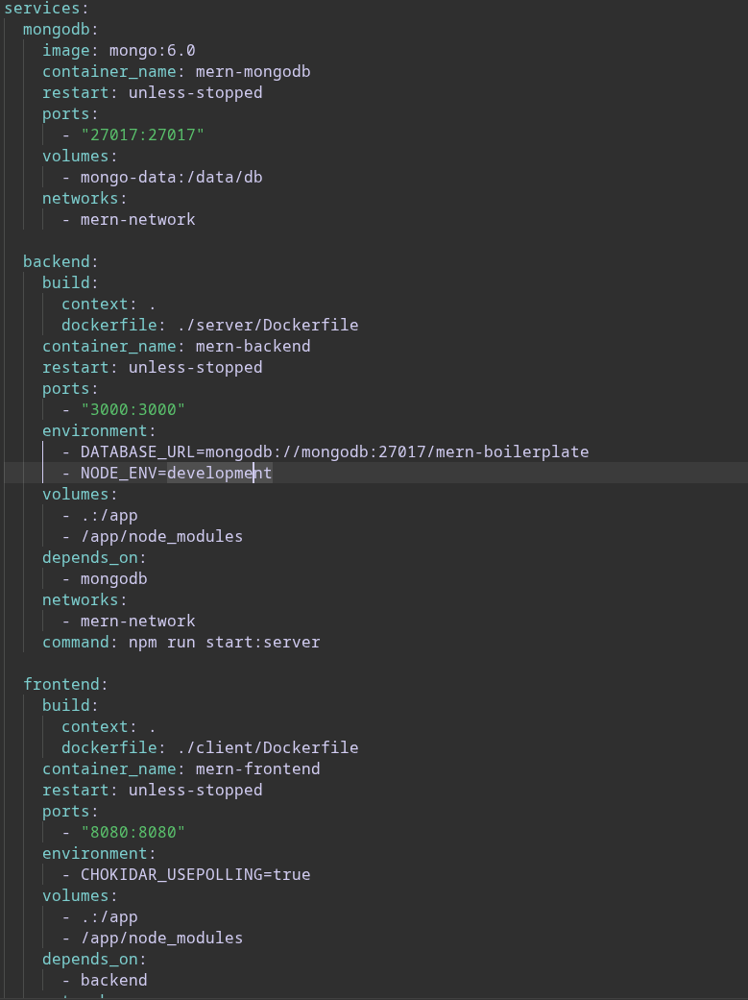 services:
  mongodb:
    image: mongo:6.0
    container_name: mern-mongodb
    restart: unless-stopped
    ports:
      - "27017:27017"
    volumes:
      - mongo-data:/data/db
    networks:
      - mern-network

  backend:
    build:
      context: .
      dockerfile: ./server/Dockerfile
    container_name: mern-backend
    restart: unless-stopped
    ports:
      - "3000:3000"
    environment:
      - DATABASE_URL=mongodb://mongodb:27017/mern-boilerplate
      - NODE_ENV=development
    volumes:
      - .:/app
      - /app/node_modules
    depends_on:
      - mongodb
    networks:
      - mern-network
    command: npm run start:server

  frontend:
    build:
      context: .
      dockerfile: ./client/Dockerfile
    container_name: mern-frontend
    restart: unless-stopped
    ports:
      - "8080:8080"
    environment:
      - CHOKIDAR_USEPOLLING=true
    volumes:
      - .:/app
      - /app/node_modules
    depends_on:
      - backend